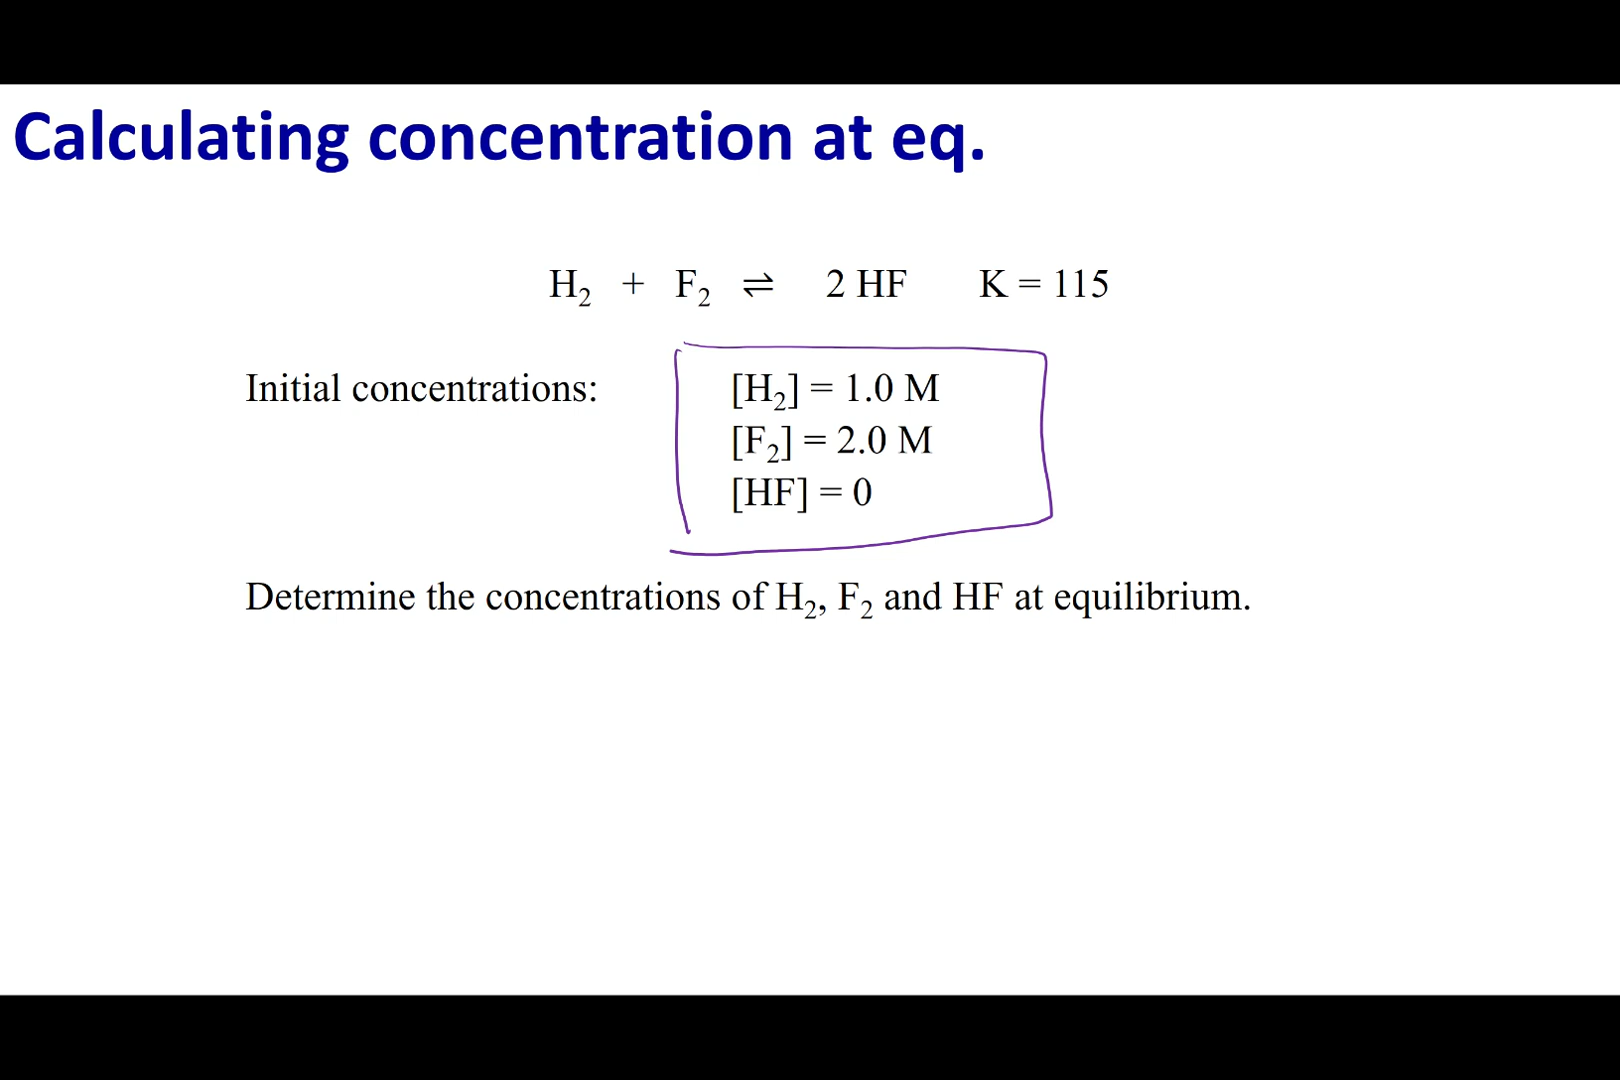 Calculating concentration at eq.
H₂ + F₂ ⇌ 2 HF K = 115
Initial concentrations: [H₂] = 1.0 M
[F₂] = 2.0 M
[HF] = 0
Determine the concentrations of H₂, F₂ and HF at equilibrium.